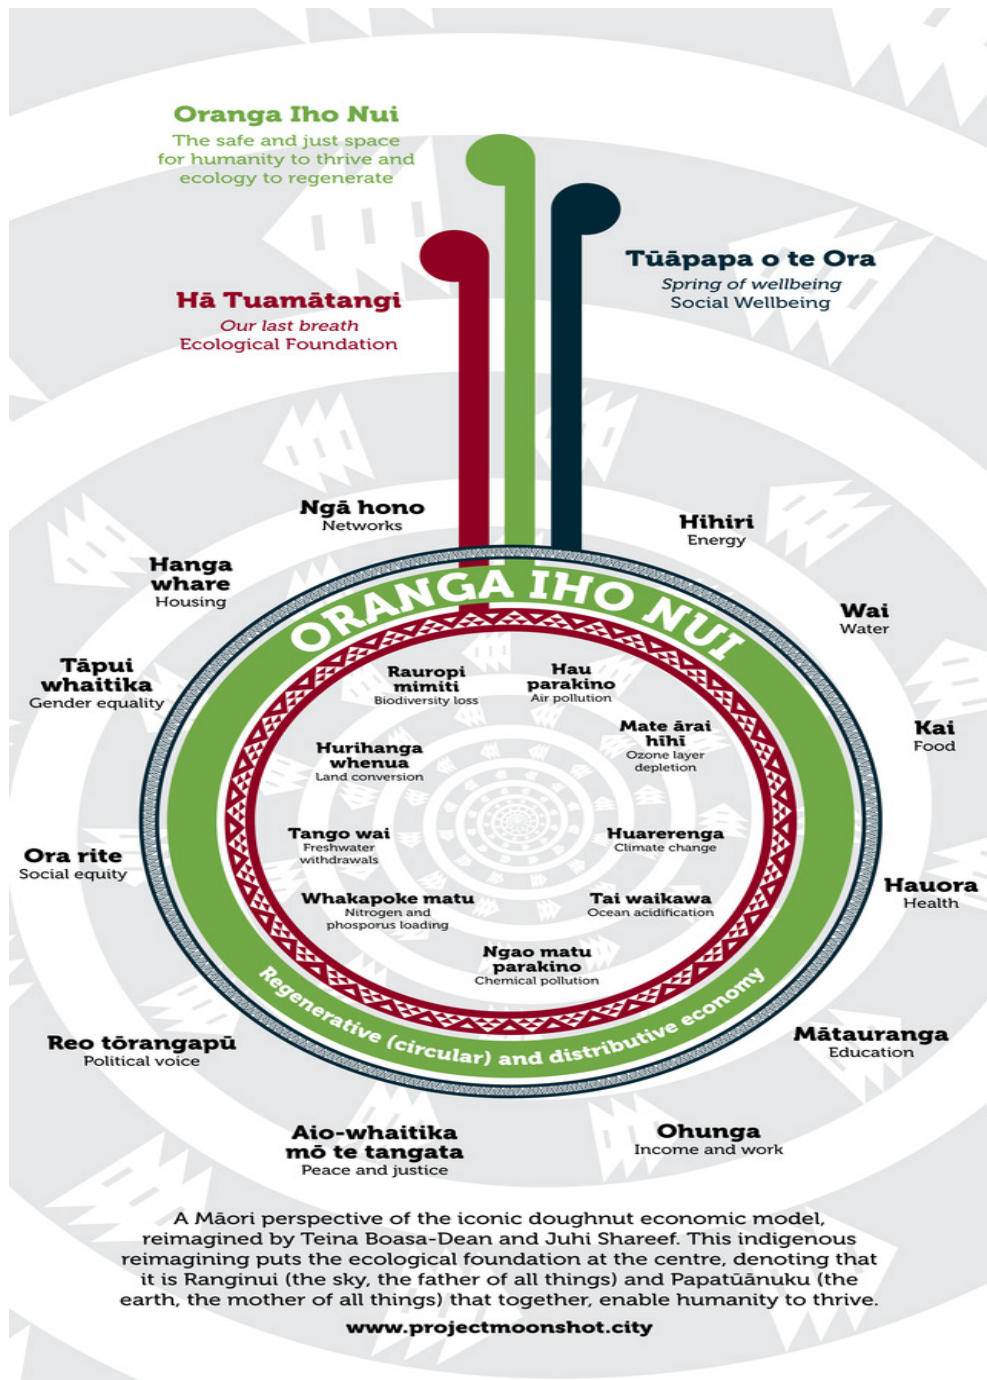 Oranga Iho Nui
The safe and just space
for humanity to thrive and
ecology to regenerate
Tūāpapa o te Ora
Spring of wellbeing
Social Wellbeing
Hā Tuamātangi
Our last breath
Ecological Foundation
Ngā hono
Networks
Hihiri
Energy
Hanga
whare
Housing
Wai
Water
Tāpui
whaitika
Gender equality
Kai
Food
Ora rite
Social equity
Hauora
Health
Reo tōrangapū
Political voice
Mātauranga
Education
Aio-whaitika
mō te tangata
Peace and justice
Ohunga
Income and work
ORANGA IHO NUI
Rauropi
mimiti
Biodiversity loss
Hau
parakino
Air pollution
Hurihanga
whenua
Land conversion
Mate ārai
hīhī
Ozone layer
depletion
Tango wai
Freshwater
withdrawals
Huarerenga
Climate change
Whakapoke matu
Nitrogen and
phosporus loading
Tai waikawa
Ocean acidification
Ngao matu
parakino
Chemical pollution
Regenerative (circular) and distributive economy
A Māori perspective of the iconic doughnut economic model,
reimagined by Teina Boasa-Dean and Juhi Shareef. This indigenous
reimagining puts the ecological foundation at the centre, denoting that
it is Ranginui (the sky, the father of all things) and Papatūānuku (the
earth, the mother of all things) that together, enable humanity to thrive.
www.projectmoonshot.city